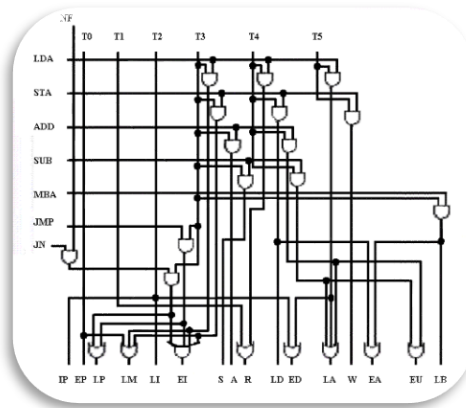 NF
T0 T1 T2 T3 T4 T5
LDA
STA
ADD
SUB
MBA
JMP
JN
IP EP LP LM LI EI S A R LD ED LA W EA EU LB